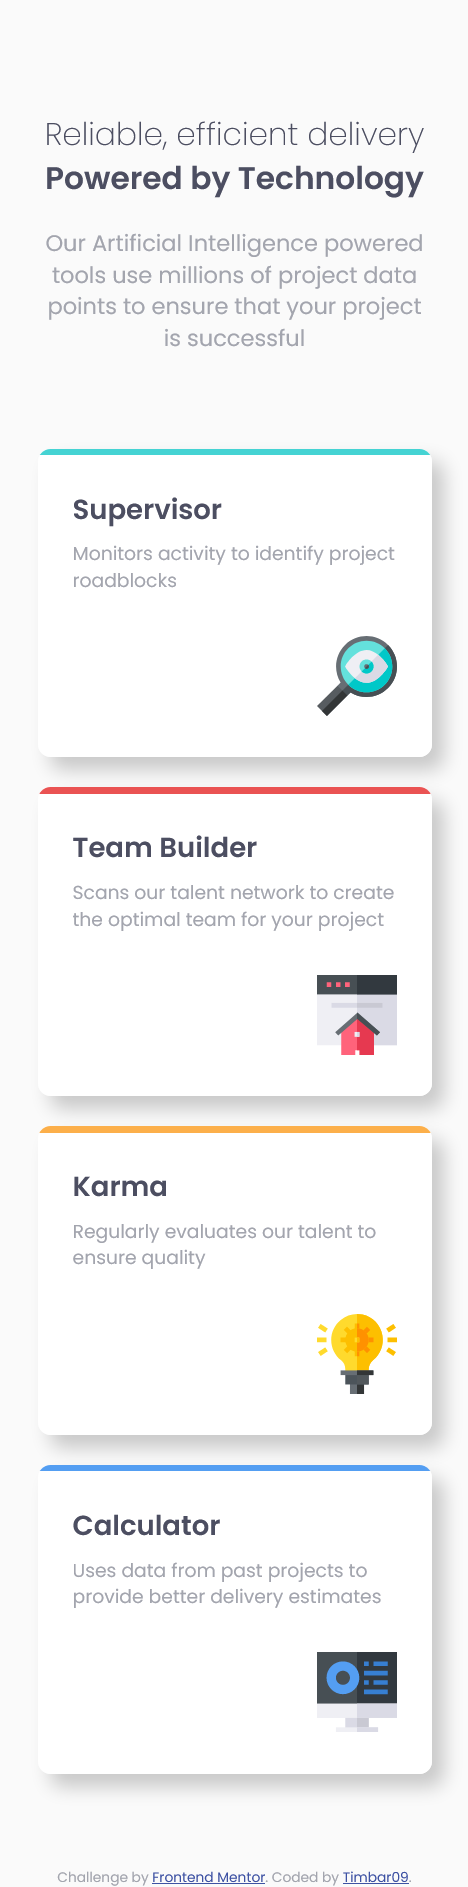 Reliable, efficient delivery
Powered by Technology
Our Artificial Intelligence powered
tools use millions of project data
points to ensure that your project
is successful
Supervisor
Monitors activity to identify project
roadblocks
Team Builder
Scans our talent network to create
the optimal team for your project
Karma
Regularly evaluates our talent to
ensure quality
Calculator
Uses data from past projects to
provide better delivery estimates
Challenge by Frontend Mentor. Coded by Timbar09.